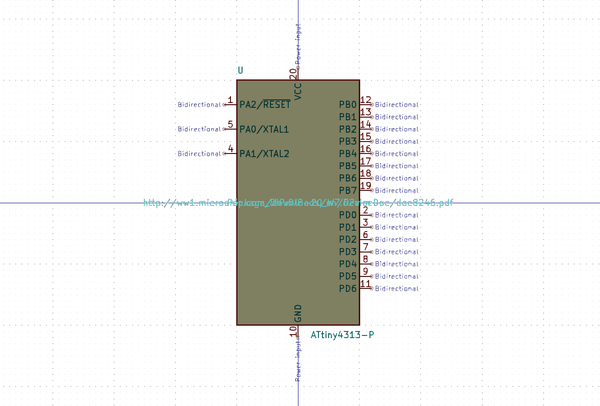 Power input
20
U
VCC
Bidirectional 1 PA2/RESET PB0 12 Bidirectional
PB1 13 Bidirectional
Bidirectional 5 PA0/XTAL1 PB2 14 Bidirectional
PB3 15 Bidirectional
Bidirectional 4 PA1/XTAL2 PB4 16 Bidirectional
PB5 17 Bidirectional
PB6 18 Bidirectional
PB7 19 Bidirectional
PD0 2 Bidirectional
PD1 3 Bidirectional
PD2 6 Bidirectional
PD3 7 Bidirectional
PD4 8 Bidirectional
PD5 9 Bidirectional
PD6 11 Bidirectional
GND
10
ATtiny4313-P
Power input